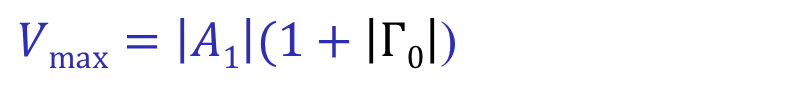 V_max = |A_1|(1 + |Γ_0|)